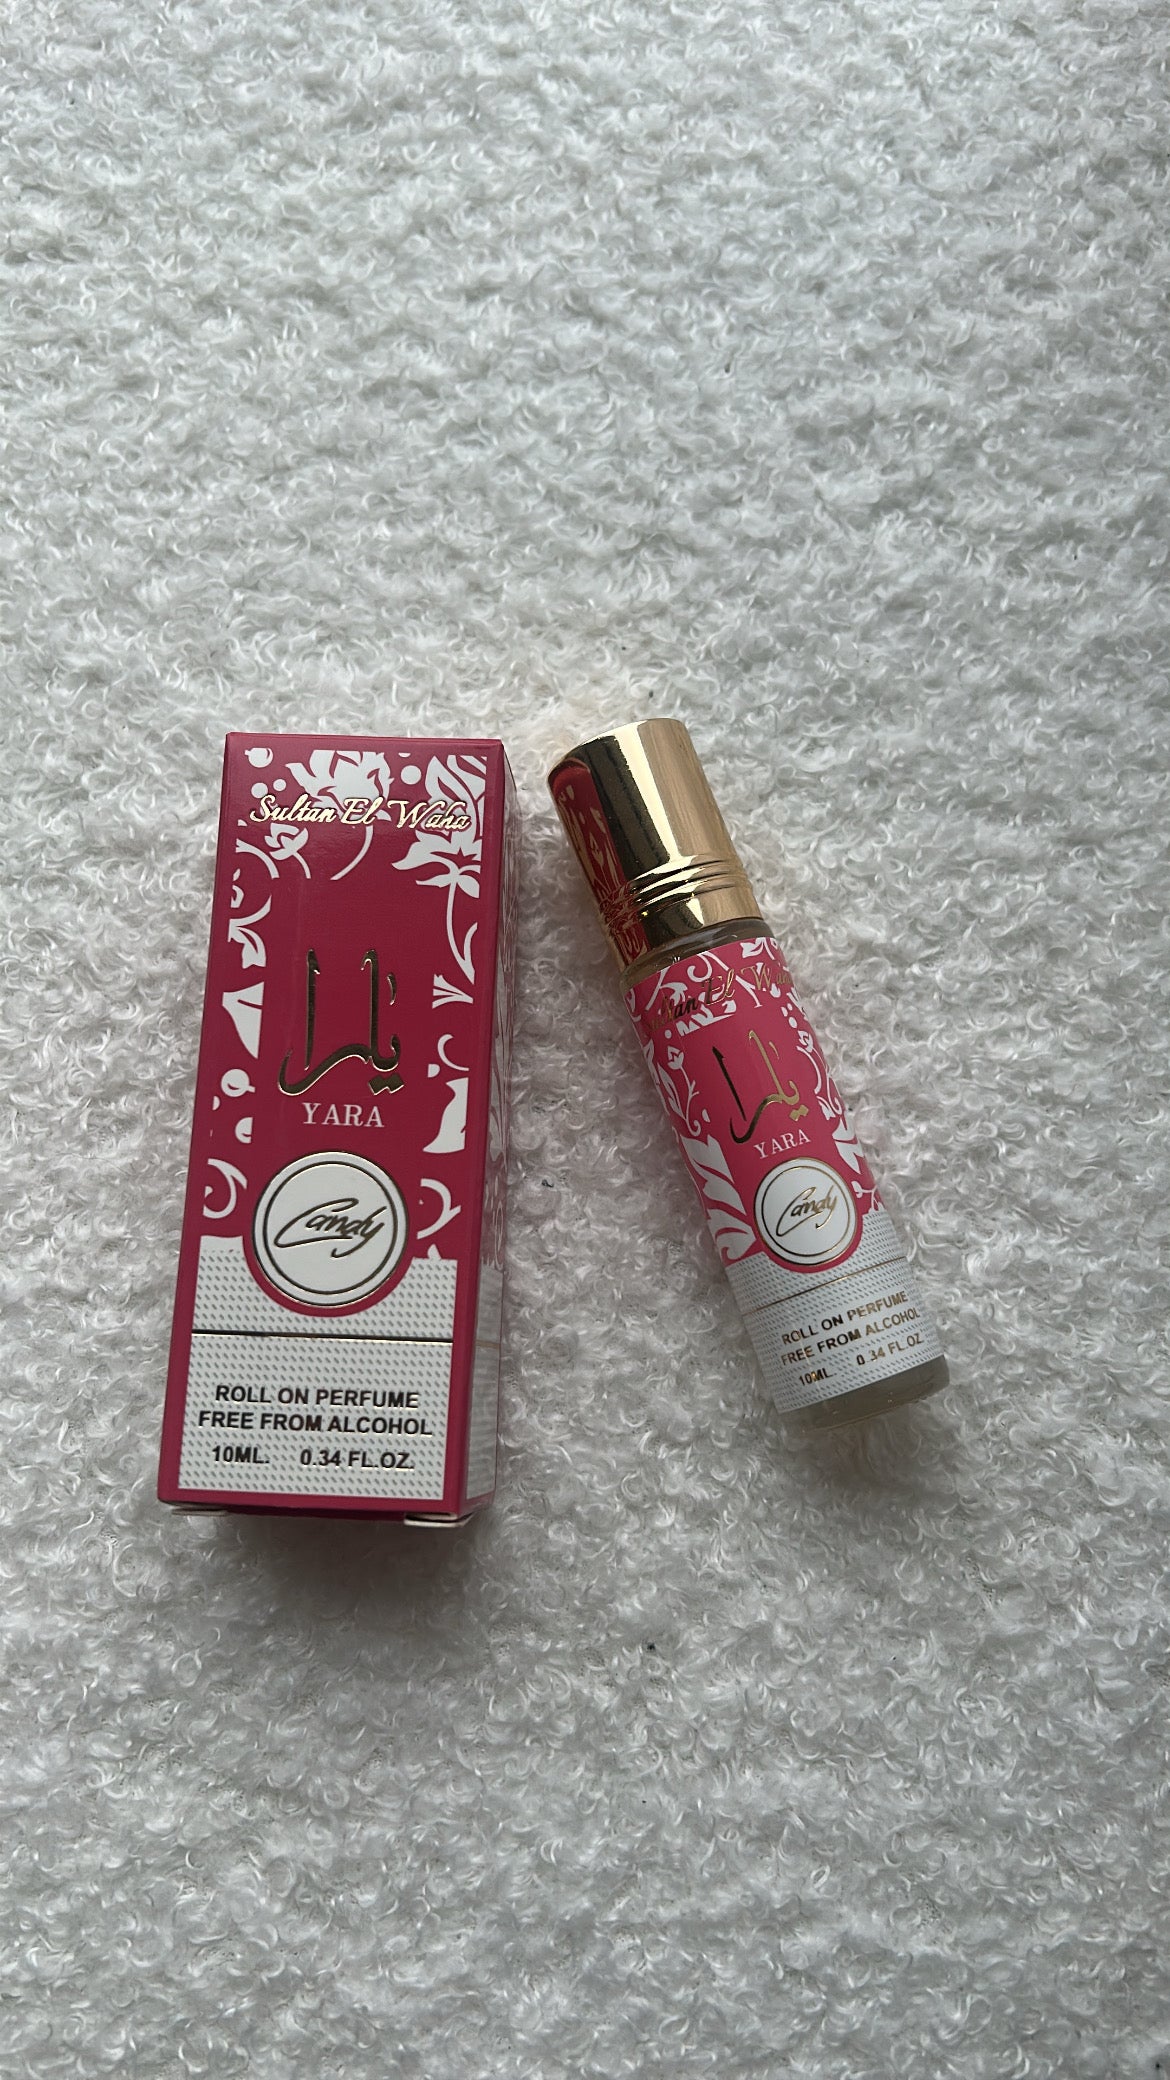 Sultan El Waha
يارا
YARA
Candy
ROLL ON PERFUME
FREE FROM ALCOHOL
10ML. 0.34 FL.OZ.
Sultan El Wa
يارا
YARA
Candy
ROLL ON PERFUME
FREE FROM ALCOHOL
10ML. 0.34 FL.OZ